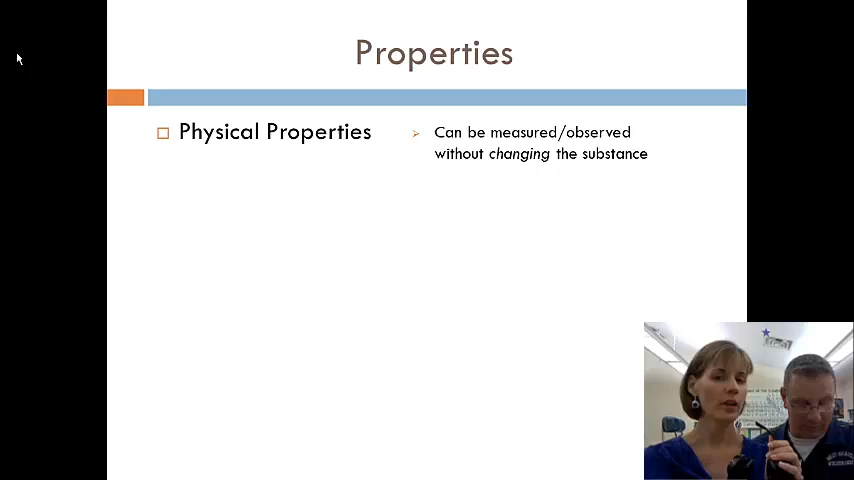 Properties
Physical Properties
Can be measured/observed
without changing the substance